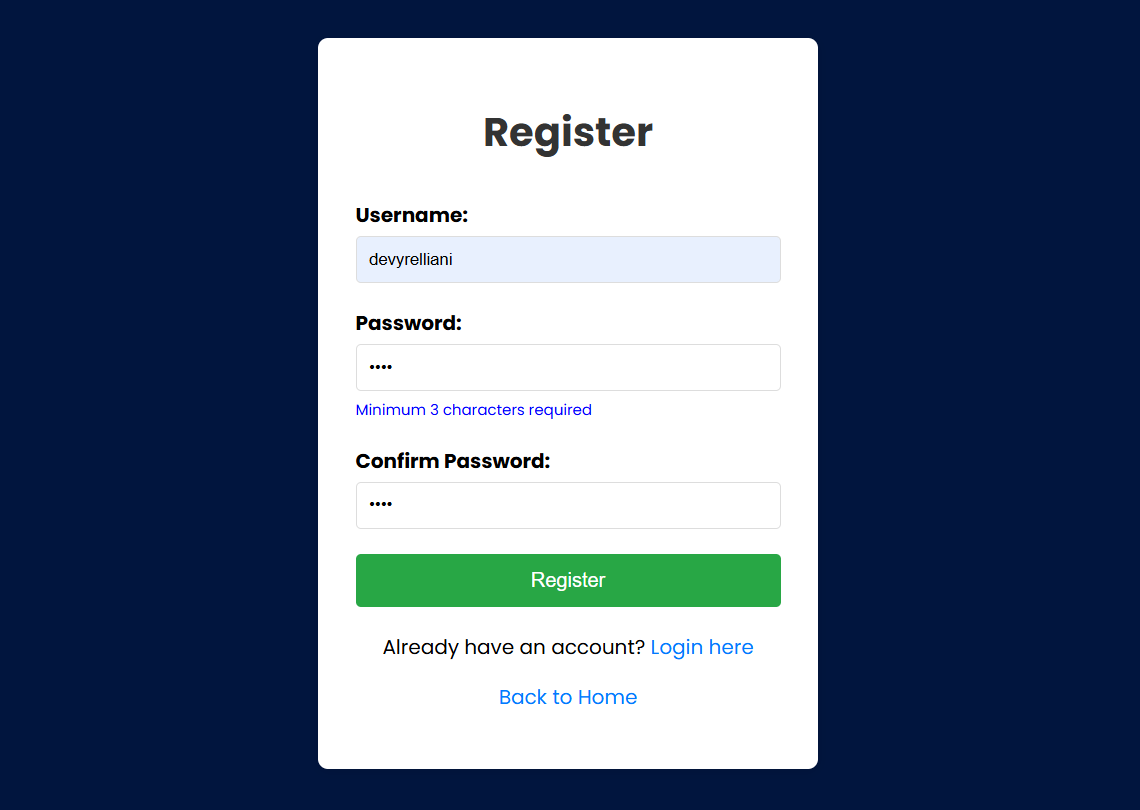 Register
Username:
devyrelliani
Password:
••••
Minimum 3 characters required
Confirm Password:
••••
Register
Already have an account? Login here
Back to Home